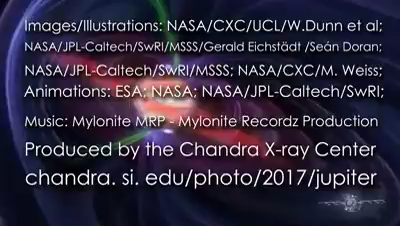 Images/Illustrations: NASA/CXC/UCL/W.Dunn et al;
NASA/JPL-Caltech/SwRI/MSSS/Gerald Eichstädt /Seán Doran;
NASA/JPL-Caltech/SwRI/MSSS; NASA/CXC/M. Weiss;
Animations: ESA; NASA; NASA/JPL-Caltech/SwRI;
Music: Mylonite MRP - Mylonite Recordz Production
Produced by the Chandra X-ray Center
chandra. si. edu/photo/2017/jupiter